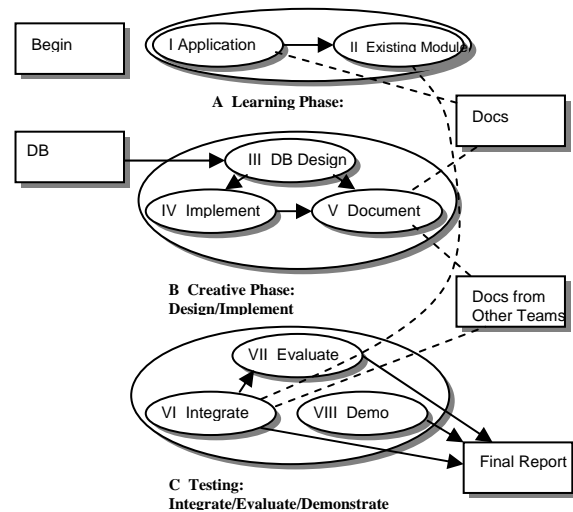 Begin
I Application
II Existing Module
A Learning Phase:
Docs
DB
III DB Design
IV Implement
V Document
B Creative Phase:
Design/Implement
Docs from
Other Teams
VII Evaluate
VI Integrate
VIII Demo
Final Report
C Testing:
Integrate/Evaluate/Demonstrate